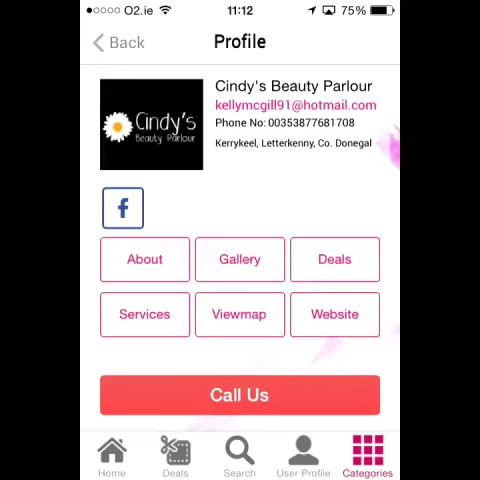 O2.ie 11:12 75%
Back Profile
Cindy's Beauty Parlour
kellymcgill91@hotmail.com
Phone No: 00353877681708
Kerrykeel, Letterkenny, Co. Donegal
Cindy's
Beauty Parlour
f
About Gallery Deals
Services Viewmap Website
Call Us
Home Deals Search User Profile Categories